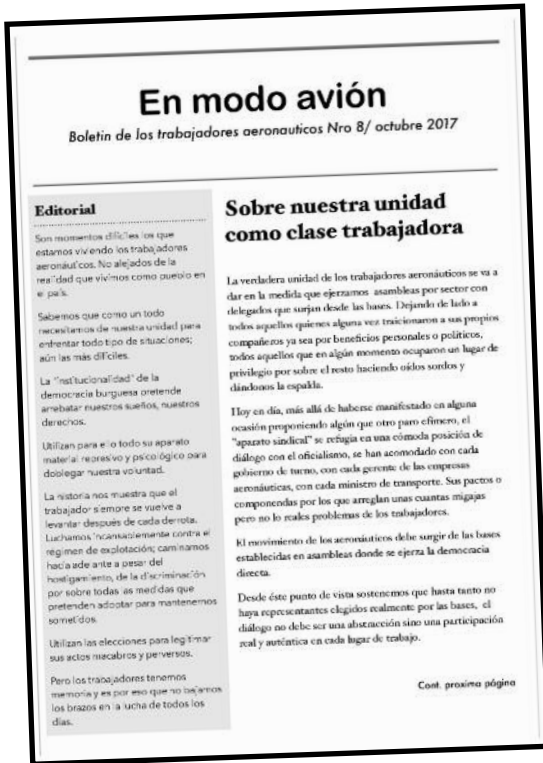 En modo avión
Boletin de los trabajadores aeronauticos Nro 8/ octubre 2017
Editorial
Son momentos difíciles los que
estamos viviendo los trabajadores
aeronáuticos. No alejados de la
realidad que vivimos como pueblo en
el país.
Sabemos que como un todo
necesitamos de nuestra unidad para
enfrentar todo tipo de situaciones;
aún las más difíciles.
La "institucionalidad" de la
democracia burguesa pretende
arrebatar nuestros sueños, nuestros
derechos.
Utilizan para ello todo su aparato
material represivo y psicológico para
doblegar nuestra voluntad.
La historia nos muestra que el
trabajador siempre se vuelve a
levantar después de cada derrota.
Luchamos incansablemente contra el
régimen de explotación; caminamos
hacia adelante a pesar del
hostigamiento, de la discriminación
por sobre todas las medidas que
pretenden adoptar para mantenernos
sometidos.
Utilizan las elecciones para legitimar
sus actos macabros y perversos.
Pero los trabajadores tenemos
memoria y es por eso que no bajamos
los brazos en la lucha de todos los
días.
Sobre nuestra unidad
como clase trabajadora
La verdadera unidad de los trabajadores aeronáuticos se va a
dar en la medida que ejerzamos asambleas por sector con
delegados que surjan desde las bases. Dejando de lado a
todos aquellos quienes alguna vez traicionaron a sus propios
compañeros ya sea por beneficios personales o políticos,
todos aquellos que en algún momento ocuparon un lugar de
privilegio por sobre el resto haciendo oídos sordos y
dándonos la espalda.
Hoy en día, más allá de haberse manifestado en alguna
ocasión proponiendo algún que otro paro efímero, el
"aparato sindical" se refugia en una cómoda posición de
diálogo con el oficialismo, se han acomodado con cada
gobierno de turno, con cada gerente de las empresas
aeronáuticas, con cada ministro de transporte. Sus pactos o
componendas por los que arreglan unas cuantas migajas
pero no lo reales problemas de los trabajadores.
El movimiento de los aeronáuticos debe surgir de las bases
establecidas en asambleas donde se ejerza la democracia
directa.
Desde éste punto de vista sostenemos que hasta tanto no
haya representantes elegidos realmente por las bases, el
diálogo no debe ser una abstracción sino una participación
real y auténtica en cada lugar de trabajo.
Cont. proxima página